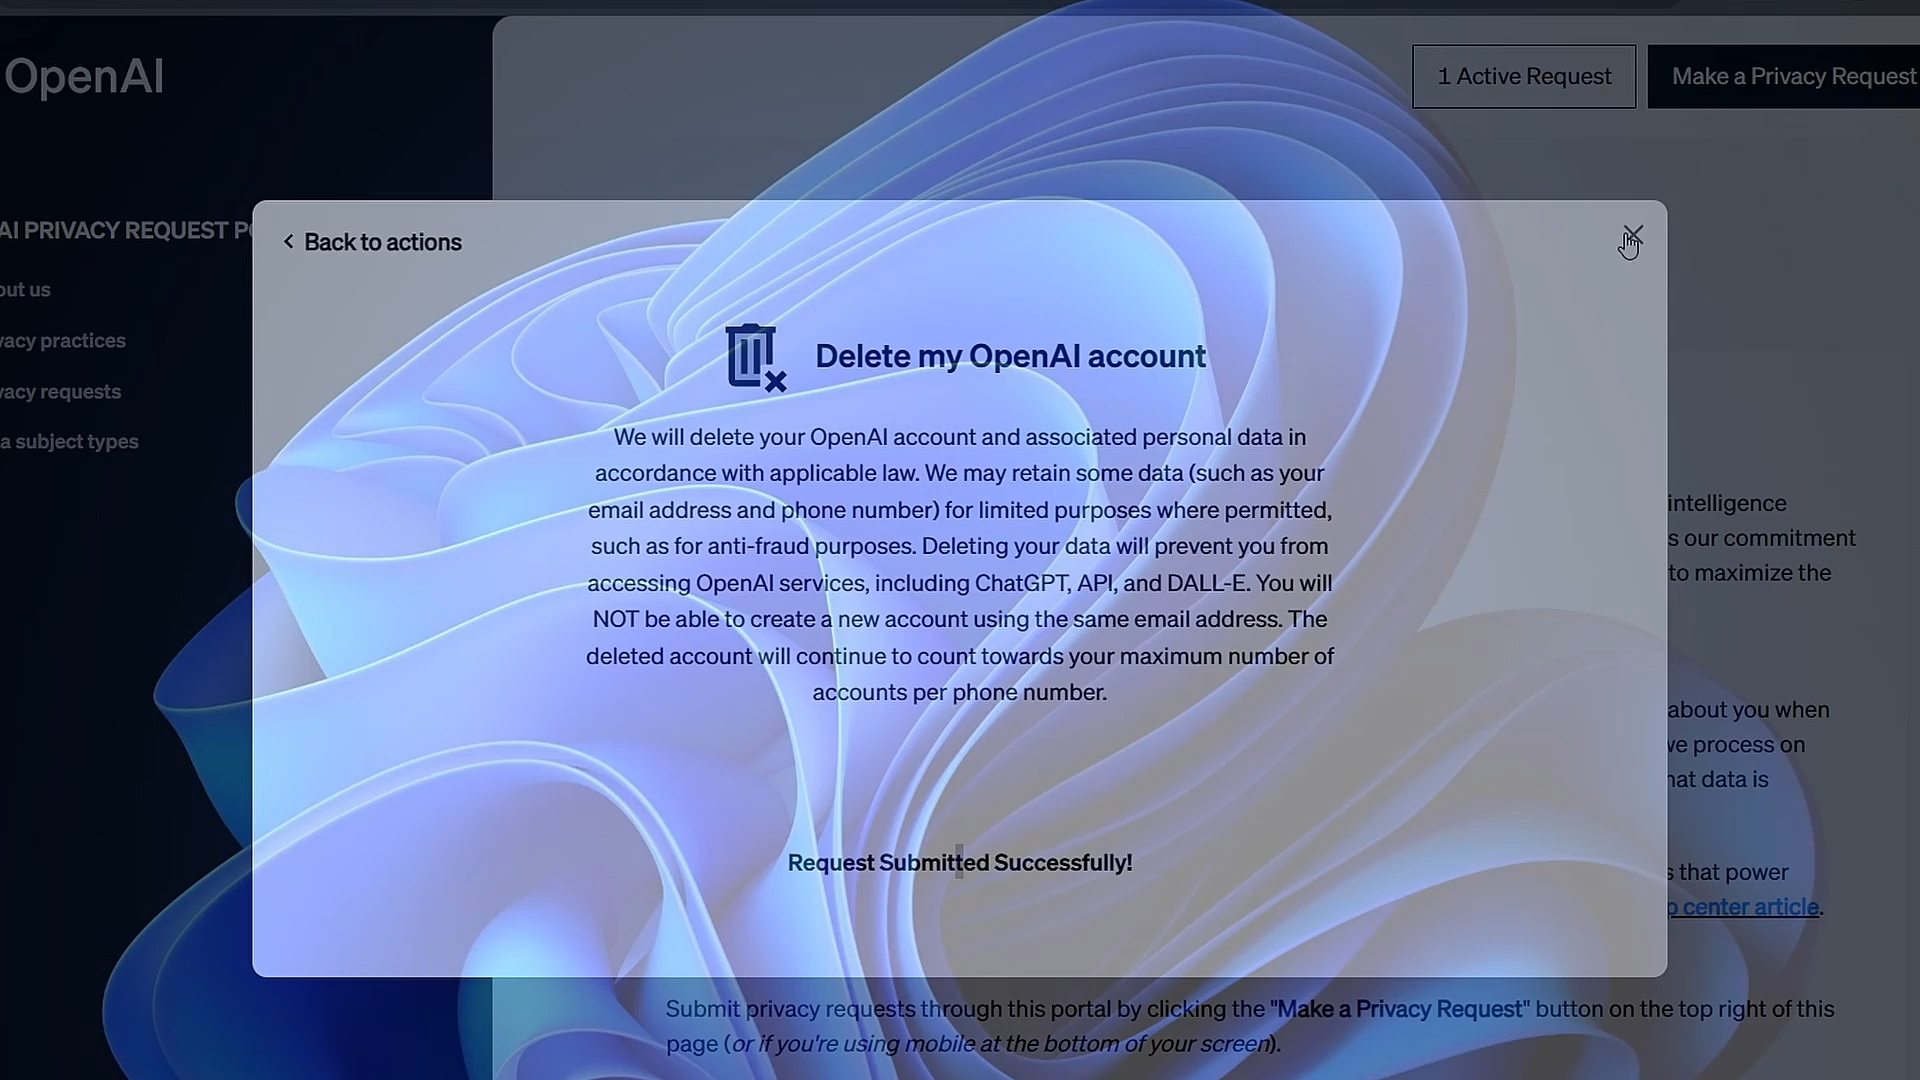 OpenAI
1 Active Request
Make a Privacy Request
AI PRIVACY REQUEST
out us
vacy practices
vacy requests
a subject types
Back to actions
Delete my OpenAI account
We will delete your OpenAI account and associated personal data in
accordance with applicable law. We may retain some data (such as your
email address and phone number) for limited purposes where permitted,
such as for anti-fraud purposes. Deleting your data will prevent you from
accessing OpenAI services, including ChatGPT, API, and DALL-E. You will
NOT be able to create a new account using the same email address. The
deleted account will continue to count towards your maximum number of
accounts per phone number.
Request Submitted Successfully!
intelligence
s our commitment
to maximize the
about you when
we process on
hat data is
s that power
p center article.
Submit privacy requests through this portal by clicking the "Make a Privacy Request" button on the top right of this
page (or if you're using mobile at the bottom of your screen).